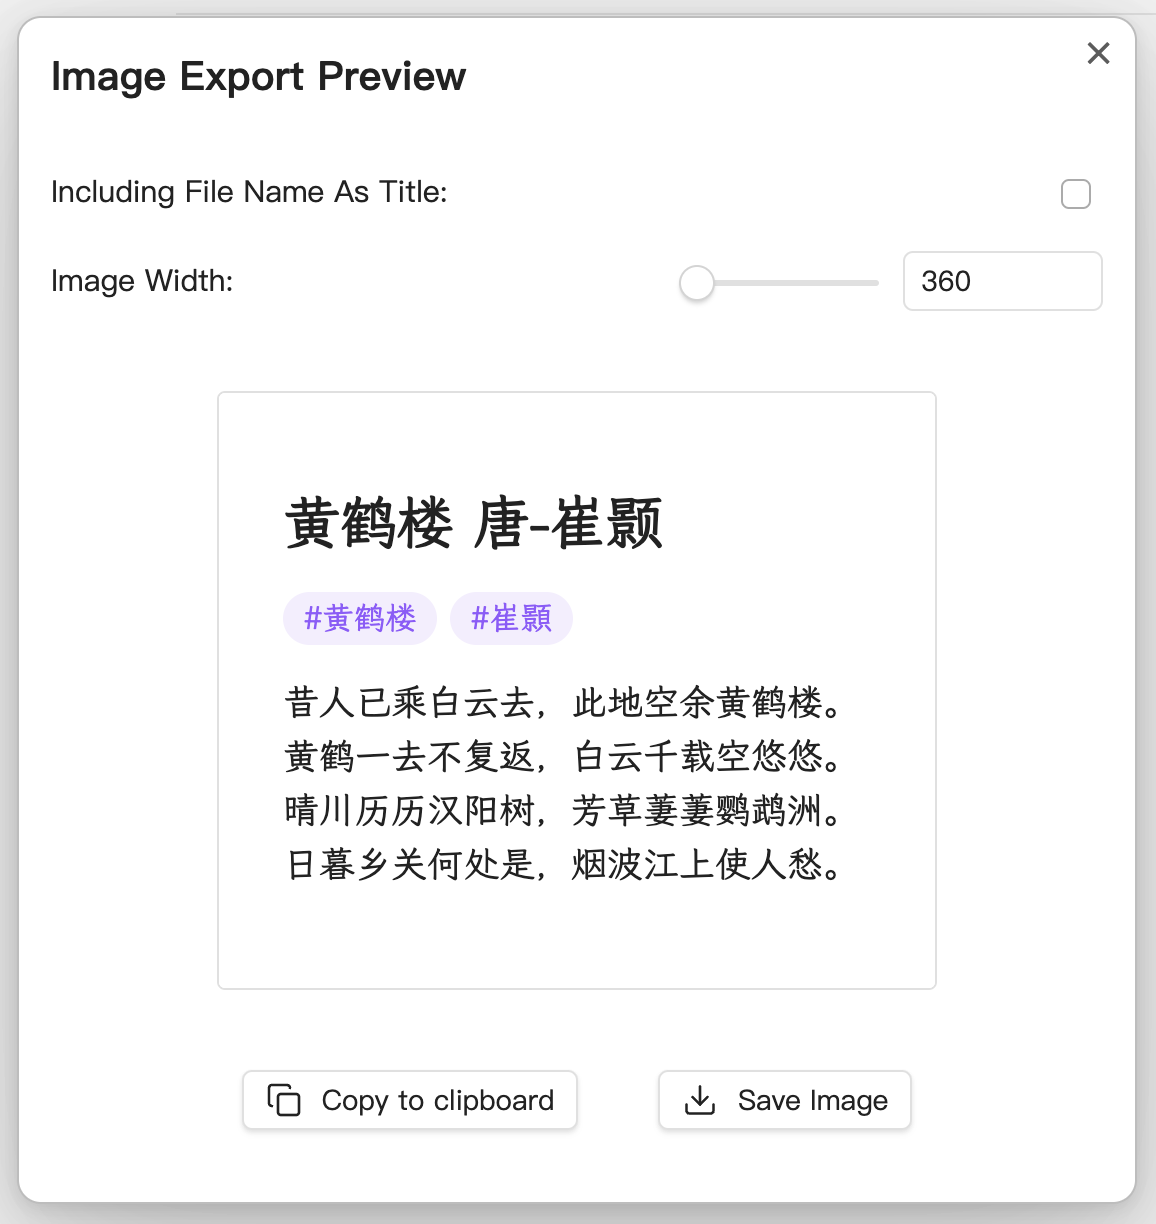 Image Export Preview
Including File Name As Title:
Image Width:
360
黄鹤楼 唐-崔颢
#黄鹤楼 #崔顥
昔人已乘白云去，此地空余黄鹤楼。
黄鹤一去不复返，白云千载空悠悠。
晴川历历汉阳树，芳草萋萋鹦鹉洲。
日暮乡关何处是，烟波江上使人愁。
Copy to clipboard
Save Image